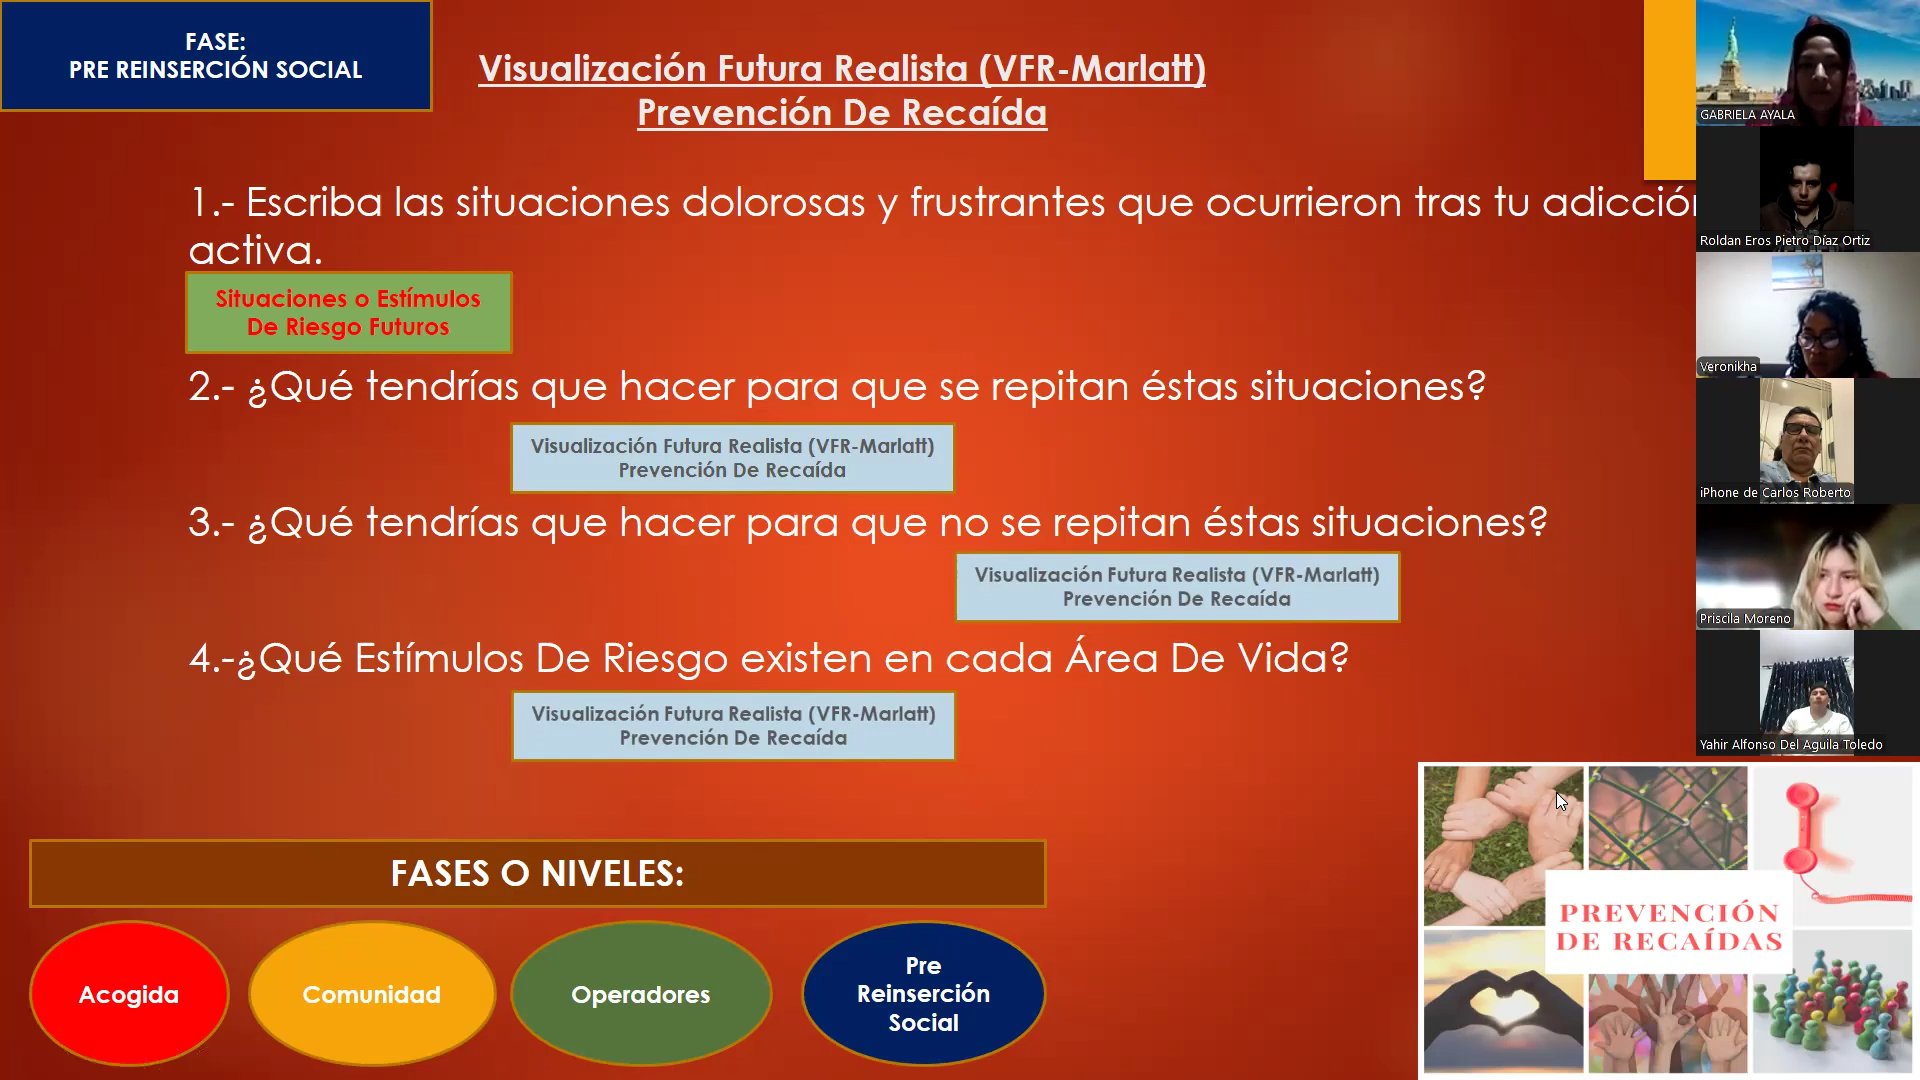 FASE:
PRE REINSERCIÓN SOCIAL
Visualización Futura Realista (VFR-Marlatt)
Prevención De Recaída
1.- Escriba las situaciones dolorosas y frustrantes que ocurrieron tras tu adicción
activa.
Situaciones o Estímulos
De Riesgo Futuros
2.- ¿Qué tendrías que hacer para que se repitan éstas situaciones?
Visualización Futura Realista (VFR-Marlatt)
Prevención De Recaída
3.- ¿Qué tendrías que hacer para que no se repitan éstas situaciones?
Visualización Futura Realista (VFR-Marlatt)
Prevención De Recaída
4.-¿Qué Estímulos De Riesgo existen en cada Área De Vida?
Visualización Futura Realista (VFR-Marlatt)
Prevención De Recaída
FASES O NIVELES:
Acogida
Comunidad
Operadores
Pre
Reinserción
Social
GABRIELA AYALA
Roldan Eros Pietro Díaz Ortiz
Veronikha
iPhone de Carlos Roberto
Priscila Moreno
Yahir Alfonso Del Aguila Toledo
PREVENCIÓN
DE RECAÍDAS